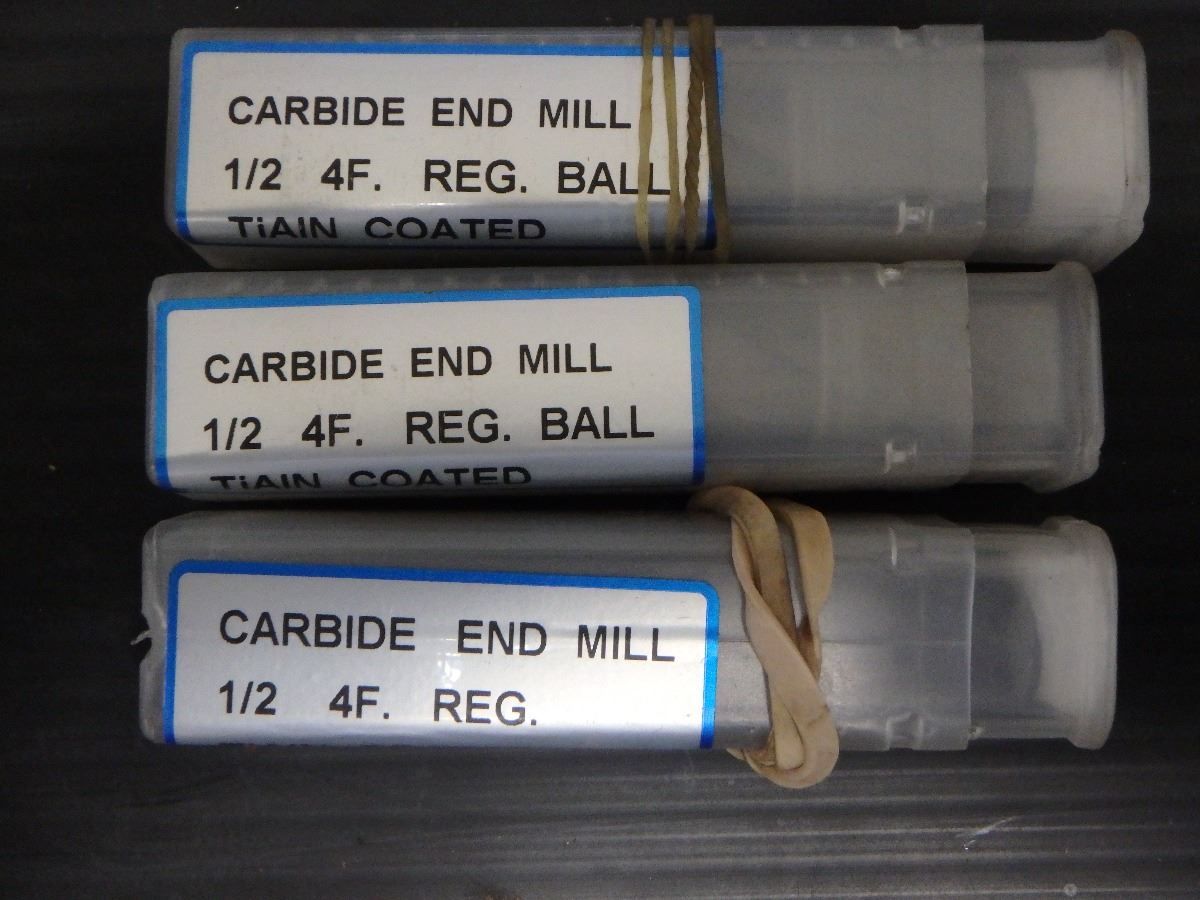 CARBIDE END MILL
1/2 4F. REG. BALL
TiAIN COATED
CARBIDE END MILL
1/2 4F. REG. BALL
TiAIN COATED
CARBIDE END MILL
1/2 4F. REG.